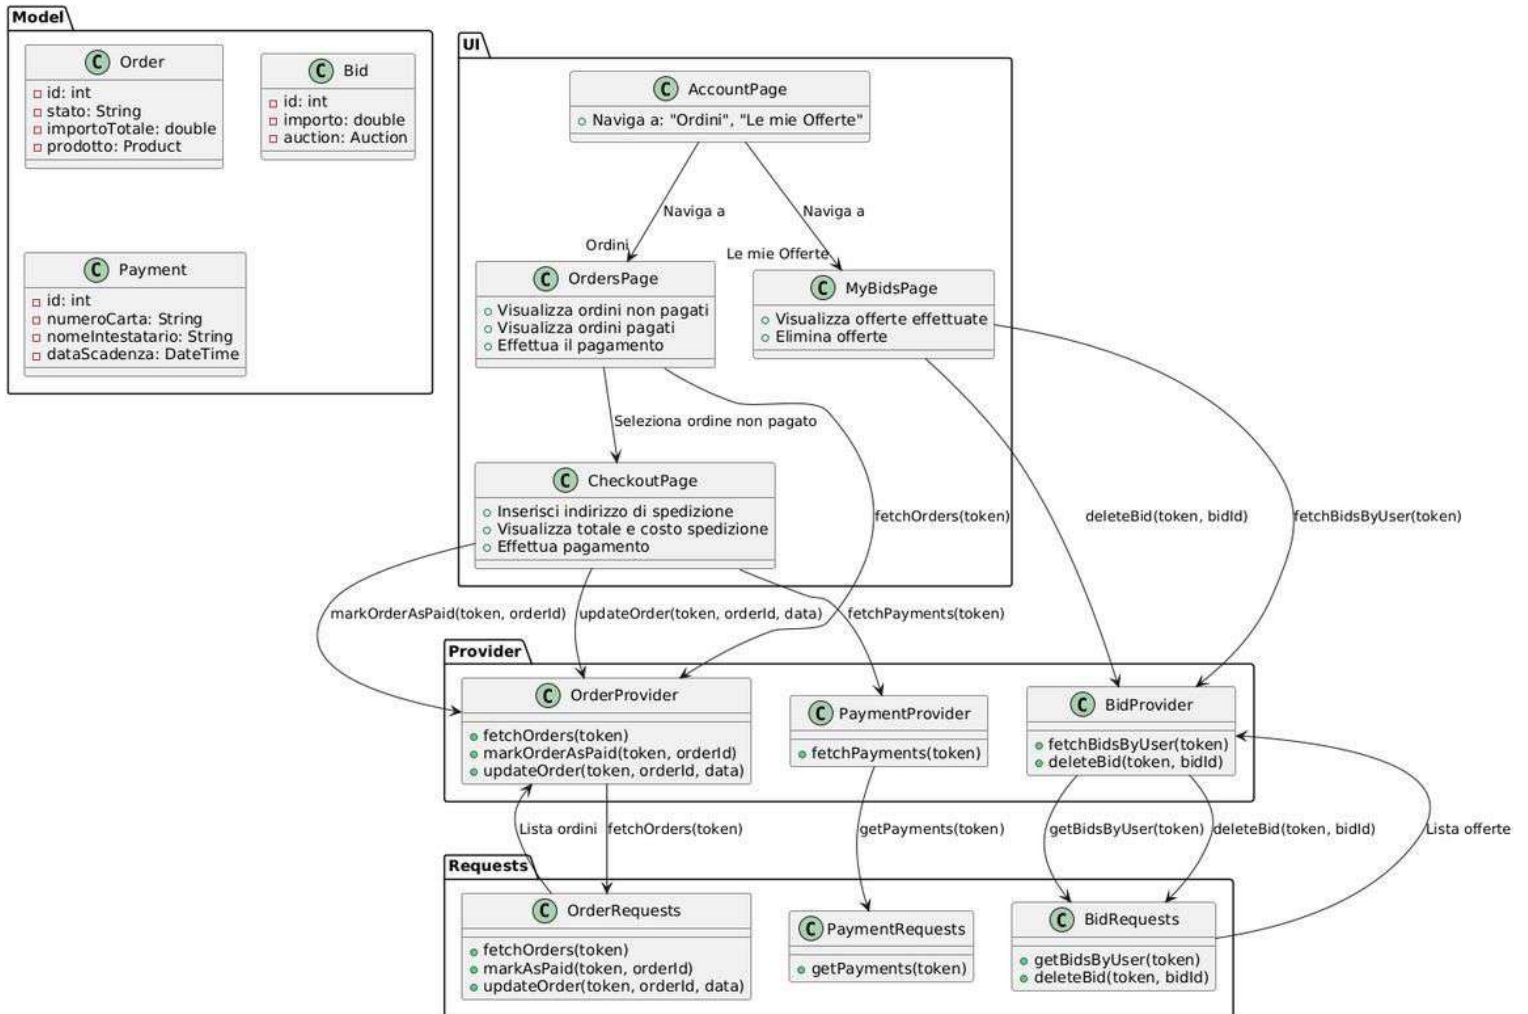 Model
C Order
id: int
stato: String
importoTotale: double
prodotto: Product
C Bid
id: int
importo: double
auction: Auction
C Payment
id: int
numeroCarta: String
nomeIntestatario: String
dataScadenza: DateTime
UI
C AccountPage
Naviga a: "Ordini", "Le mie Offerte"
Naviga a
Naviga a
Ordini
Le mie Offerte
C OrdersPage
Visualizza ordini non pagati
Visualizza ordini pagati
Effettua il pagamento
C MyBidsPage
Visualizza offerte effettuate
Elimina offerte
Seleziona ordine non pagato
C CheckoutPage
Inserisci indirizzo di spedizione
Visualizza totale e costo spedizione
Effettua pagamento
fetchOrders(token)
deleteBid(token, bidId)
fetchBidsByUser(token)
markOrderAsPaid(token, orderId)
updateOrder(token, orderId, data)
fetchPayments(token)
Provider
C OrderProvider
fetchOrders(token)
markOrderAsPaid(token, orderId)
updateOrder(token, orderId, data)
C PaymentProvider
fetchPayments(token)
C BidProvider
fetchBidsByUser(token)
deleteBid(token, bidId)
Lista ordini
fetchOrders(token)
getPayments(token)
getBidsByUser(token)
deleteBid(token, bidId)
Lista offerte
Requests
C OrderRequests
fetchOrders(token)
markAsPaid(token, orderId)
updateOrder(token, orderId, data)
C PaymentRequests
getPayments(token)
C BidRequests
getBidsByUser(token)
deleteBid(token, bidId)